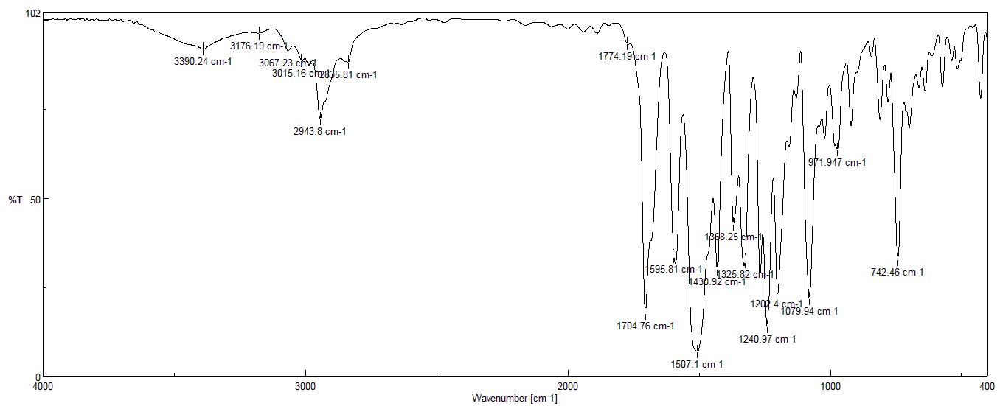 102
%T
50
0
3390.24 cm-1
3176.19 cm-1
3067.23 cm-1
3015.16 cm-1
2943.8 cm-1
2835.81 cm-1
1774.19 cm-1
1704.76 cm-1
1595.81 cm-1
1507.1 cm-1
1430.92 cm-1
1368.25 cm-1
1325.82 cm-1
1240.97 cm-1
1202.4 cm-1
1079.94 cm-1
971.947 cm-1
742.46 cm-1
4000
3000
2000
1000
400
Wavenumber [cm-1]